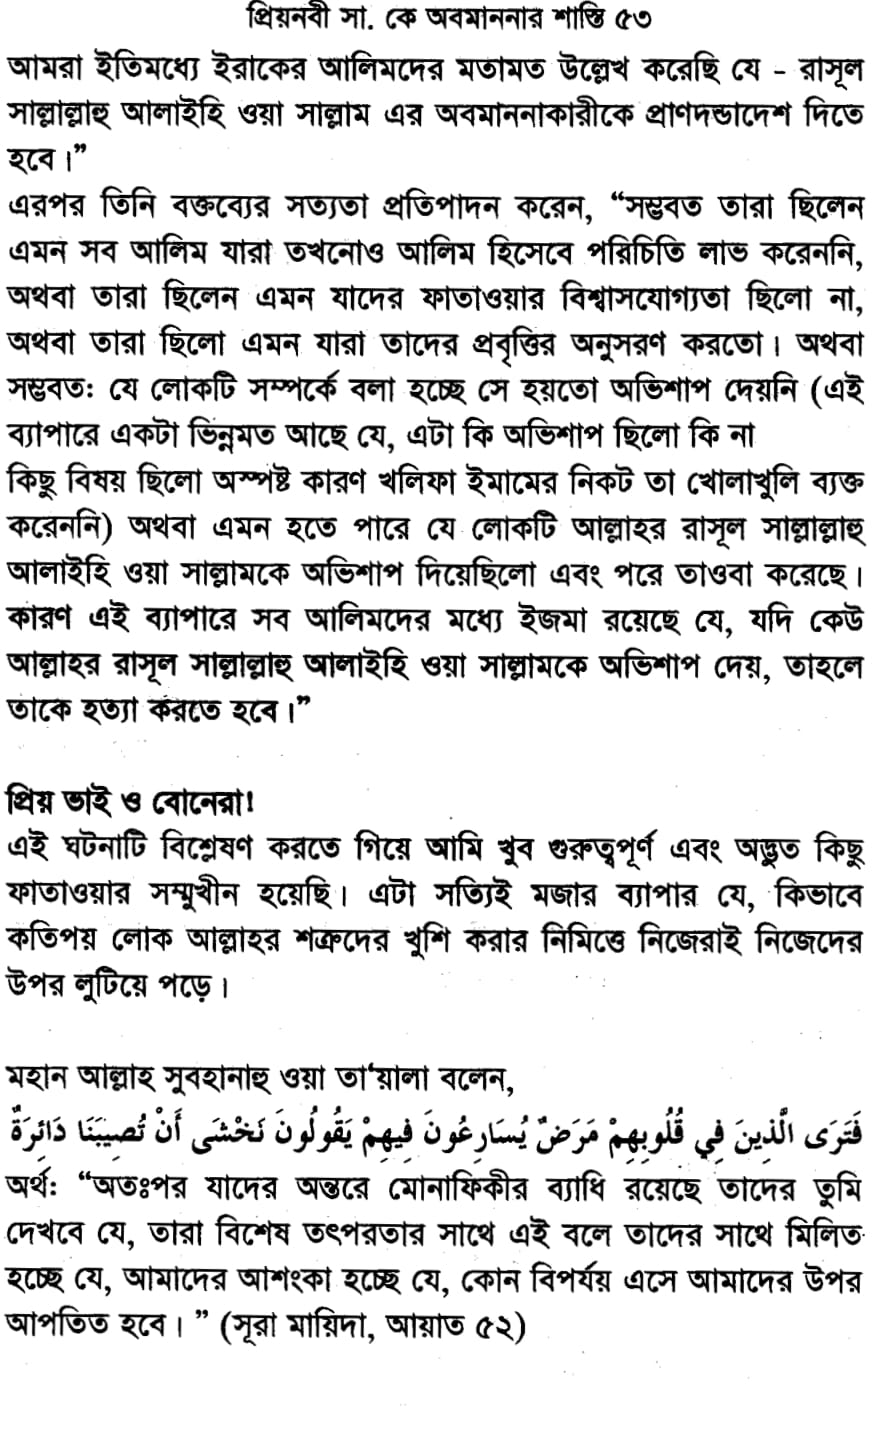 প্রিয়নবী সা. কে অবমাননার শাস্তি ৫৩
আমরা ইতিমধ্যে ইরাকের আলিমদের মতামত উল্লেখ করেছি যে - রাসূল
সাল্লাল্লাহু আলাইহি ওয়া সাল্লাম এর অবমাননাকারীকে প্রাণদন্ডাদেশ দিতে
হবে।”
এরপর তিনি বক্তব্যের সত্যতা প্রতিপাদন করেন, “সম্ভবত তারা ছিলেন
এমন সব আলিম যারা তখনোও আলিম হিসেবে পরিচিতি লাভ করেননি,
অথবা তারা ছিলেন এমন যাদের ফাতাওয়ার বিশ্বাসযোগ্যতা ছিলো না,
অথবা তারা ছিলো এমন যারা তাদের প্রবৃত্তির অনুসরণ করতো। অথবা
সম্ভবত: যে লোকটি সম্পর্কে বলা হচ্ছে সে হয়তো অভিশাপ দেয়নি (এই
ব্যাপারে একটা ভিন্নমত আছে যে, এটা কি অভিশাপ ছিলো কি না
কিছু বিষয় ছিলো অস্পষ্ট কারণ খলিফা ইমামের নিকট তা খোলাখুলি ব্যক্ত
করেননি) অথবা এমন হতে পারে যে লোকটি আল্লাহর রাসূল সাল্লাল্লাহু
আলাইহি ওয়া সাল্লামকে অভিশাপ দিয়েছিলো এবং পরে তাওবা করেছে।
কারণ এই ব্যাপারে সব আলিমদের মধ্যে ইজমা রয়েছে যে, যদি কেউ
আল্লাহর রাসূল সাল্লাল্লাহু আলাইহি ওয়া সাল্লামকে অভিশাপ দেয়, তাহলে
তাকে হত্যা করতে হবে।”
প্রিয় ভাই ও বোনেরা!
এই ঘটনাটি বিশ্লেষণ করতে গিয়ে আমি খুব গুরুত্বপূর্ণ এবং অদ্ভুত কিছু
ফাতাওয়ার সম্মুখীন হয়েছি। এটা সত্যিই মজার ব্যাপার যে, কিভাবে
কতিপয় লোক আল্লাহর শত্রুদের খুশি করার নিমিত্তে নিজেরাই নিজেদের
উপর লুটিয়ে পড়ে।
মহান আল্লাহ সুবহানাহু ওয়া তা‘য়ালা বলেন,
فَتَرَى الَّذِينَ فِي قُلُوبِهِمْ مَرَضٌ يُسَارِعُونَ فِيهِمْ يَقُولُونَ نَخْشَى أَنْ تُصِيبَنَا دَائِرَةٌ
অর্থ: “অতঃপর যাদের অন্তরে মোনাফিকীর ব্যাধি রয়েছে তাদের তুমি
দেখবে যে, তারা বিশেষ তৎপরতার সাথে এই বলে তাদের সাথে মিলিত
হচ্ছে যে, আমাদের আশংকা হচ্ছে যে, কোন বিপর্যয় এসে আমাদের উপর
আপতিত হবে। ” (সূরা মায়িদা, আয়াত ৫২)